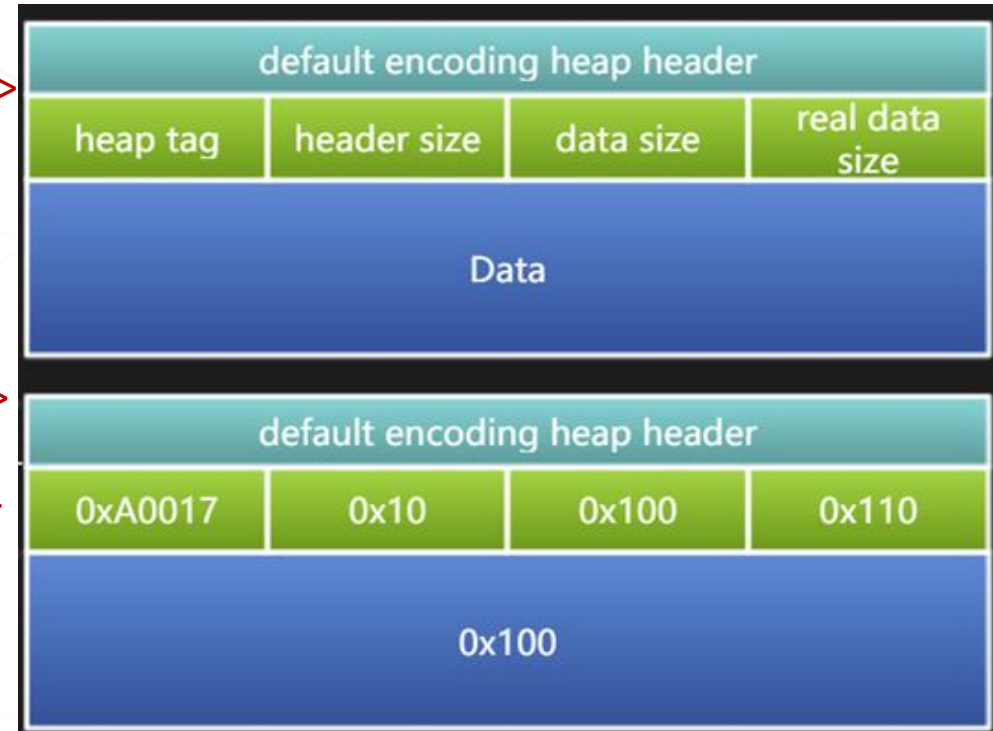 default encoding heap header
heap tag header size data size real data size
Data
default encoding heap header
0xA0017 0x10 0x100 0x110
0x100